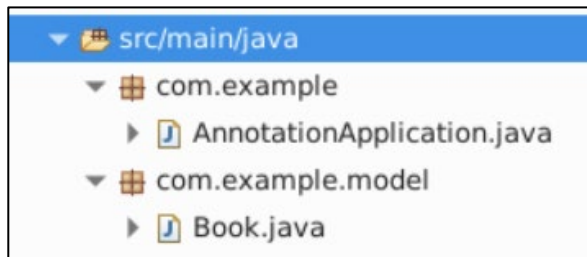 src/main/java
com.example
AnnotationApplication.java
com.example.model
Book.java